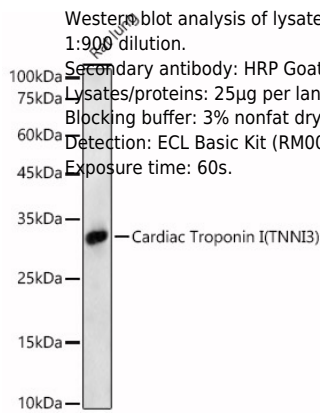 Western blot analysis of lysate
1:900 dilution.
Rat lung
Secondary antibody: HRP Goat
Lysates/proteins: 25μg per lan
Blocking buffer: 3% nonfat dry
Detection: ECL Basic Kit (RM00
Exposure time: 60s.
100kDa
75kDa
60kDa
45kDa
35kDa
Cardiac Troponin I(TNNI3)
25kDa
15kDa
10kDa